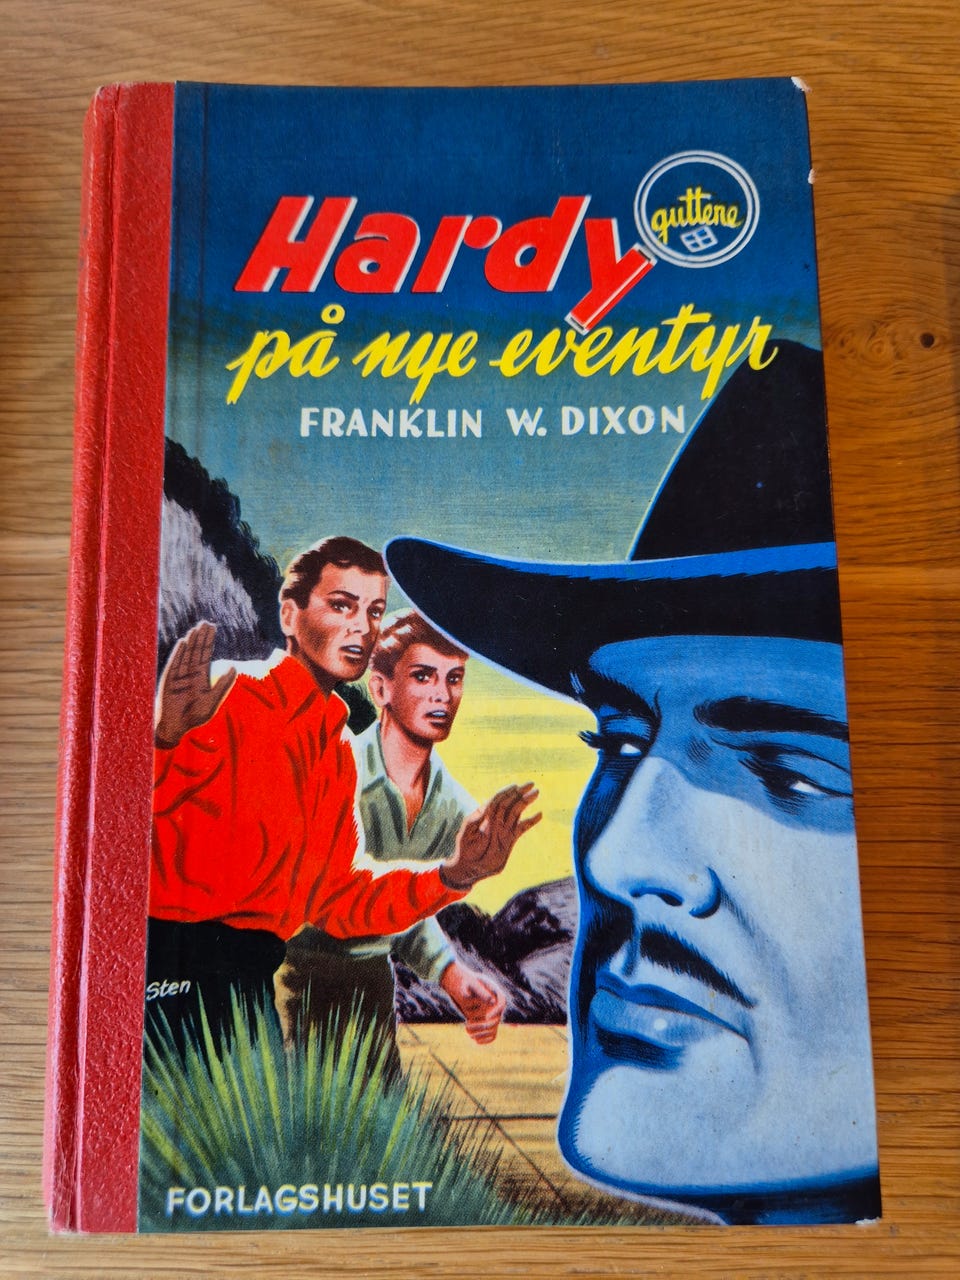 Hardy
guttene
på nye eventyr
FRANKLIN W. DIXON
Sten
FORLAGSHUSET